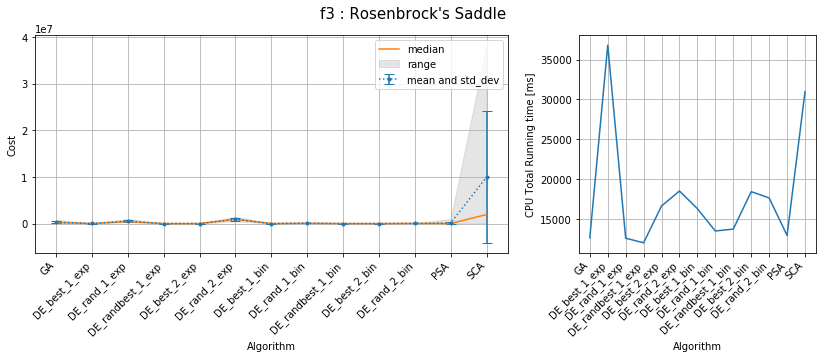 f3 : Rosenbrock's Saddle
1e7
4
3
2
1
0
Cost
median
range
mean and std_dev
GA
DE_best_1_exp
DE_rand_1_exp
DE_randbest_1_exp
DE_best_2_exp
DE_rand_2_exp
DE_best_1_bin
DE_rand_1_bin
DE_randbest_1_bin
DE_best_2_bin
DE_rand_2_bin
PSA
SCA
Algorithm
35000
30000
25000
20000
15000
CPU Total Running time [ms]
GA
DE_best_1_exp
DE_rand_1_exp
DE_randbest_1_exp
DE_best_2_exp
DE_rand_2_exp
DE_best_1_bin
DE_rand_1_bin
DE_randbest_1_bin
DE_best_2_bin
DE_rand_2_bin
PSA
SCA
Algorithm